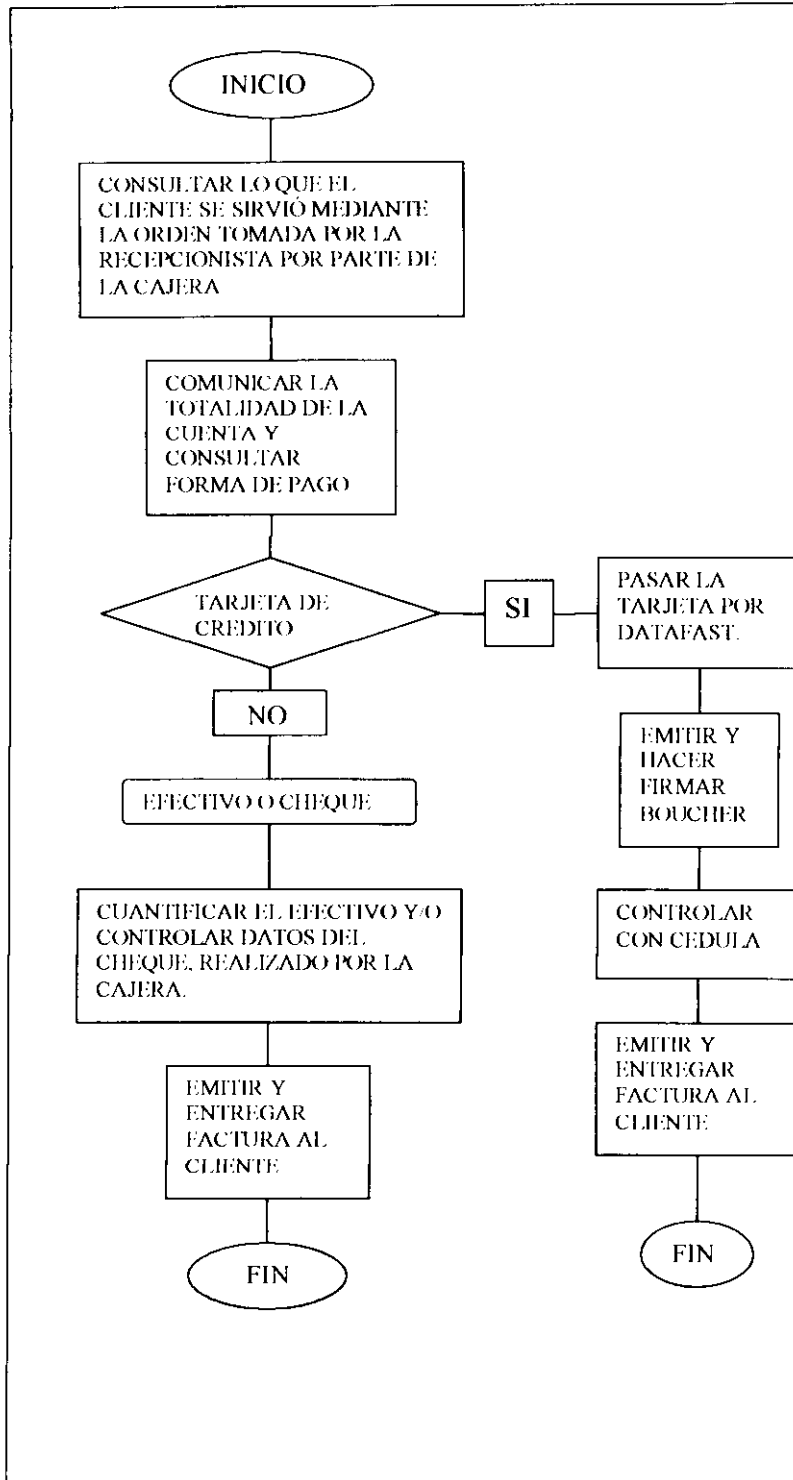 INICIO
CONSULTAR LO QUE EL
CLIENTE SE SIRVIÓ MEDIANTE
LA ORDEN TOMADA POR LA
RECEPCIONISTA POR PARTE DE
LA CAJERA
COMUNICAR LA
TOTALIDAD DE LA
CUENTA Y
CONSULTAR
FORMA DE PAGO
TARJETA DE
CREDITO
SI
PASAR LA
TARJETA POR
DATAFAST.
NO
EMITIR Y
HACER
FIRMAR
BOUCHER
EFECTIVO O CHEQUE
CUANTIFICAR EL EFECTIVO Y/O
CONTROLAR DATOS DEL
CHEQUE, REALIZADO POR LA
CAJERA.
CONTROLAR
CON CEDULA
EMITIR Y
ENTREGAR
FACTURA AL
CLIENTE
EMITIR Y
ENTREGAR
FACTURA AL
CLIENTE
FIN
FIN